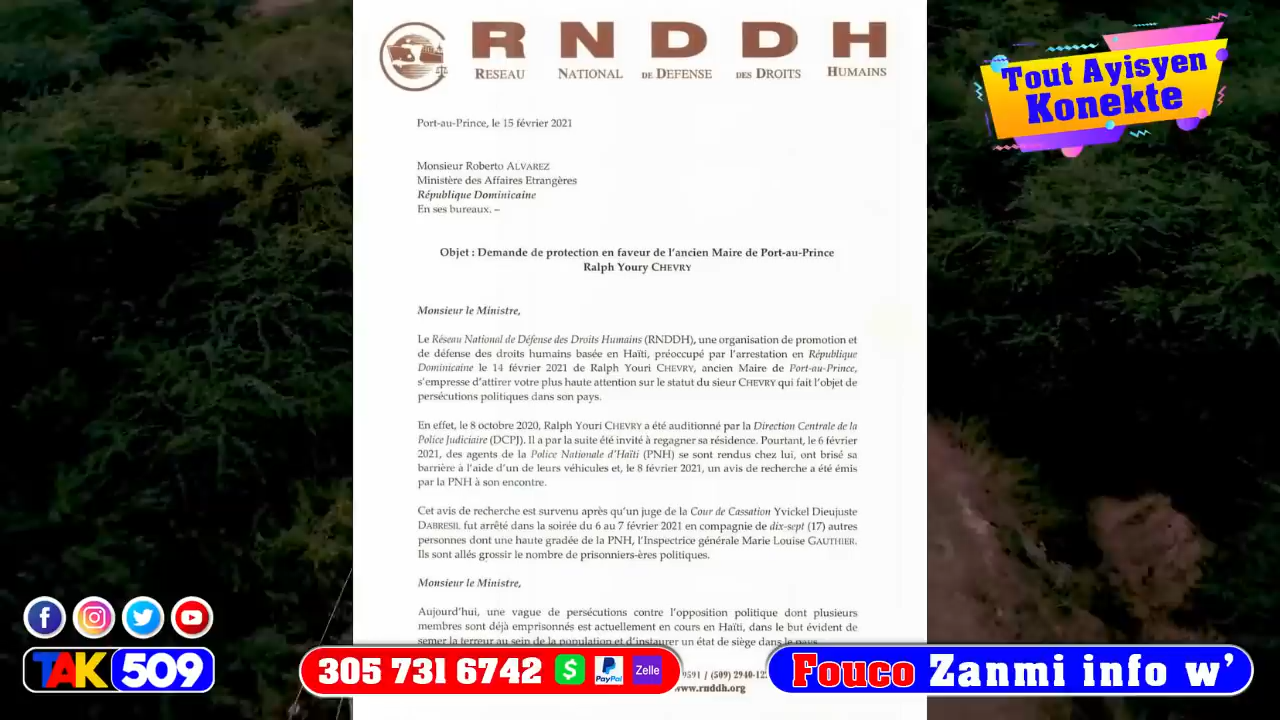 RNDDH
RESEAU NATIONAL DE DEFENSE DES DROITS HUMAINS
Tout Ayisyen
Konekte
Port-au-Prince, le 15 février 2021
Monsieur Roberto ALVAREZ
Ministère des Affaires Etrangères
République Dominicaine
En ses bureaux. –
Objet : Demande de protection en faveur de l'ancien Maire de Port-au-Prince
Ralph Youry CHEVRY
Monsieur le Ministre,
Le Réseau National de Défense des Droits Humains (RNDDH), une organisation de promotion et
de défense des droits humains basée en Haïti, préoccupé par l'arrestation en République
Dominicaine le 14 février 2021 de Ralph Youri CHEVRY, ancien Maire de Port-au-Prince,
s'empresse d'attirer votre plus haute attention sur le statut du sieur CHEVRY qui fait l'objet de
persécutions politiques dans son pays.
En effet, le 8 octobre 2020, Ralph Youri CHEVRY a été auditionné par la Direction Centrale de la
Police Judiciaire (DCPJ). Il a par la suite été invité à regagner sa résidence. Pourtant, le 6 février
2021, des agents de la Police Nationale d'Haïti (PNH) se sont rendus chez lui, ont brisé sa
barrière à l'aide d'un de leurs véhicules et, le 8 février 2021, un avis de recherche a été émis
par la PNH à son encontre.
Cet avis de recherche est survenu après qu'un juge de la Cour de Cassation Yvickel Dieujuste
DABRESIL fut arrêté dans la soirée du 6 au 7 février 2021 en compagnie de dix-sept (17) autres
personnes dont une haute gradée de la PNH, l'Inspectrice générale Marie Louise GAUTHIER.
Ils sont allés grossir le nombre de prisonniers-ères politiques.
Monsieur le Ministre,
Aujourd'hui, une vague de persécutions contre l'opposition politique dont plusieurs
membres sont déjà emprisonnés est actuellement en cours en Haïti, dans le but évident de
semer la terreur au sein de la population et d'instaurer un état de siège dans le pays.
9591 / (509) 2940-12
www.rnddh.org
TAK 509
305 731 6742 $ PayPal Zelle
Fouco Zanmi info w'